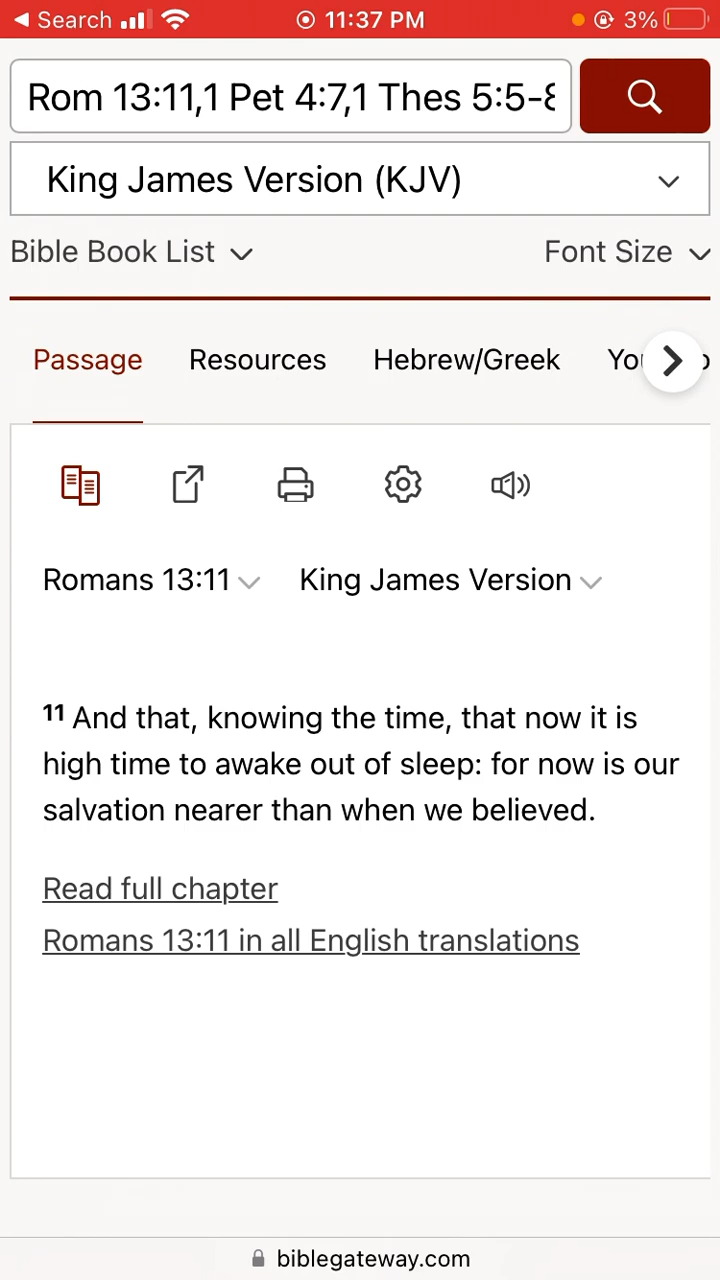 Search 11:37 PM 3%
Rom 13:11,1 Pet 4:7,1 Thes 5:5-8
King James Version (KJV)
Bible Book List Font Size
Passage Resources Hebrew/Greek
Romans 13:11 King James Version
11 And that, knowing the time, that now it is
high time to awake out of sleep: for now is our
salvation nearer than when we believed.
Read full chapter
Romans 13:11 in all English translations
biblegateway.com